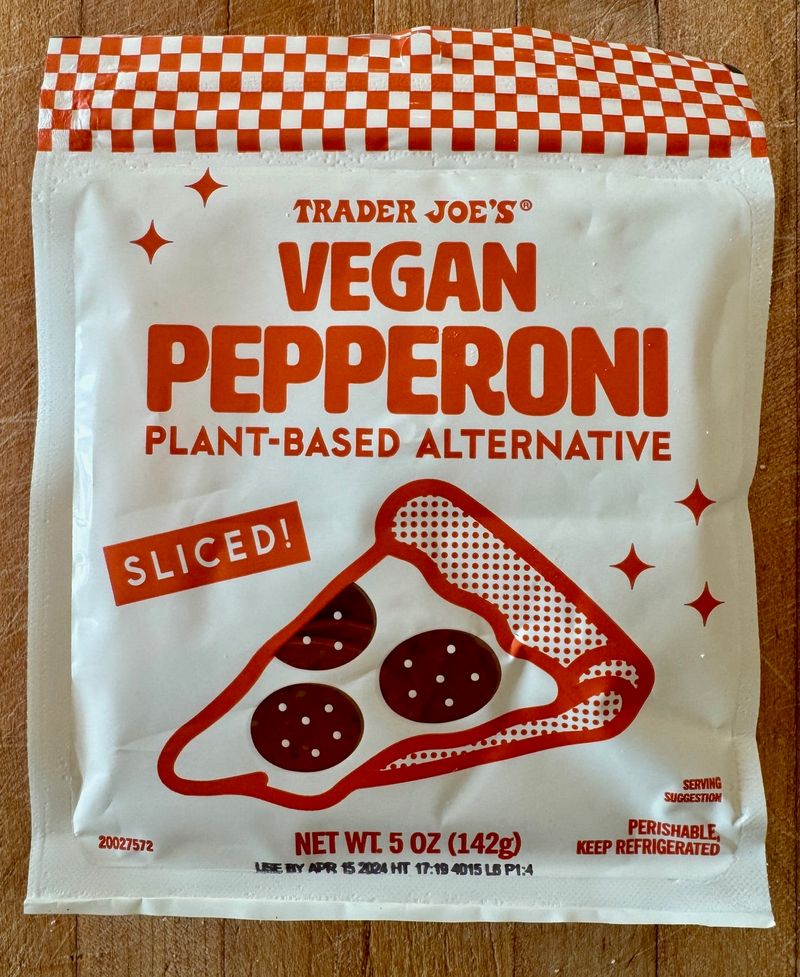 TRADER JOE'S®
VEGAN
PEPPERONI
PLANT-BASED ALTERNATIVE
SLICED!
SERVING
SUGGESTION
PERISHABLE,
KEEP REFRIGERATED
20027572
NET WT. 5 OZ (142g)
USE BY APR 15 2024 HT 17:19 4015 L6 P1:4